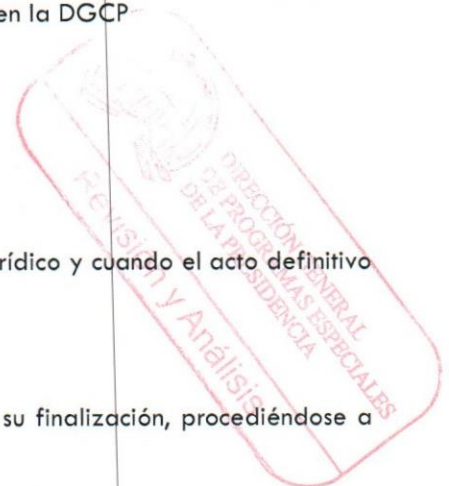 en la DGCP
DIRECCIÓN GENERAL
DE PROGRAMAS ESPECIALES
DE LA PRESIDENCIA
Revisión y Análisis
rídico y cuando el acto definitivo
su finalización, procediéndose a